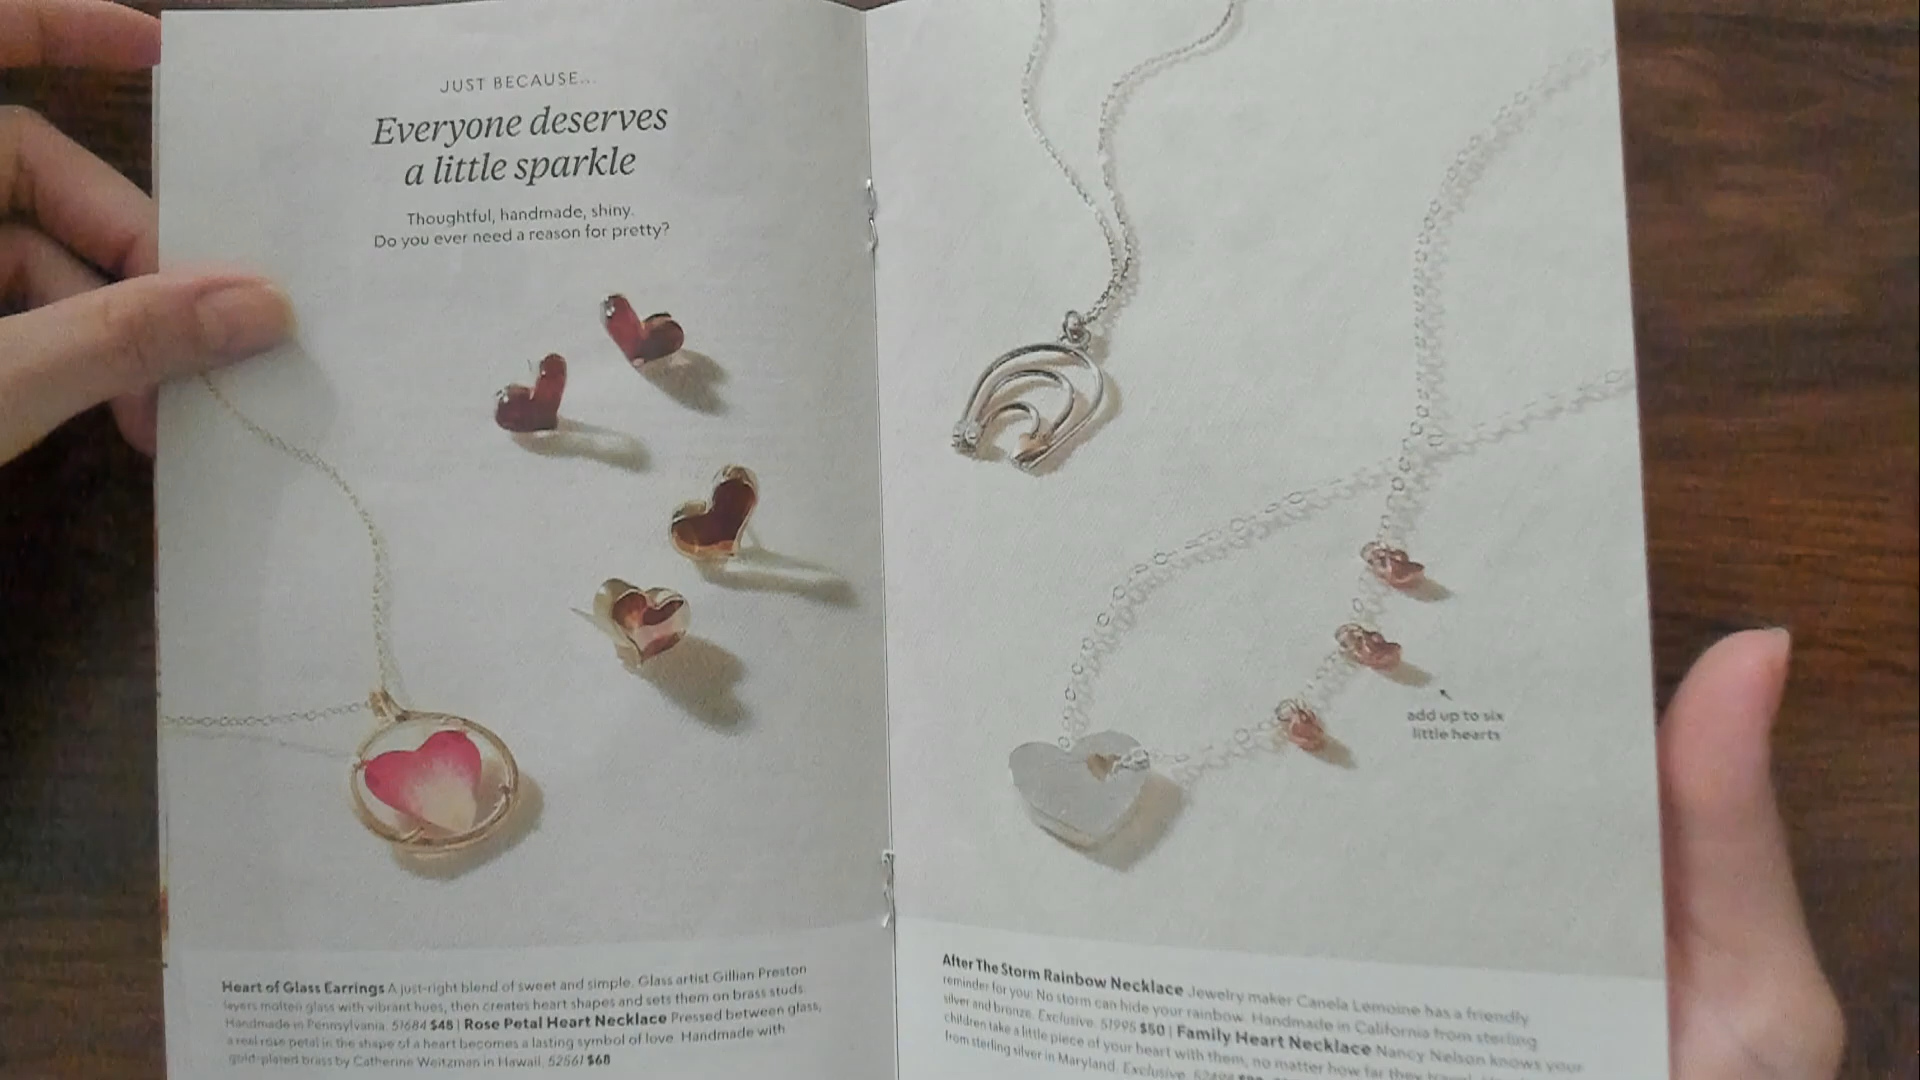 JUST BECAUSE...
Everyone deserves
a little sparkle
Thoughtful, handmade, shiny.
Do you ever need a reason for pretty?
Heart of Glass Earrings A just-right blend of sweet and simple. Glass artist Gillian Preston
layers molten glass with vibrant hues, then creates heart shapes and sets them on brass studs.
Handmade in Pennsylvania. 51684 $48 | Rose Petal Heart Necklace Pressed between glass,
a real rose petal in the shape of a heart becomes a lasting symbol of love. Handmade with
gold-plated brass by Catherine Weitzman in Hawaii. 52561 $68
add up to six
little hearts
After The Storm Rainbow Necklace Jewelry maker Canela Lemoine has a friendly
reminder for you: No storm can hide your rainbow. Handmade in California from sterling
silver and bronze. Exclusive. 51995 $50 | Family Heart Necklace Nancy Nelson knows your
children take a little piece of your heart with them, no matter how far they
from sterling silver in Maryland. Exclusive.